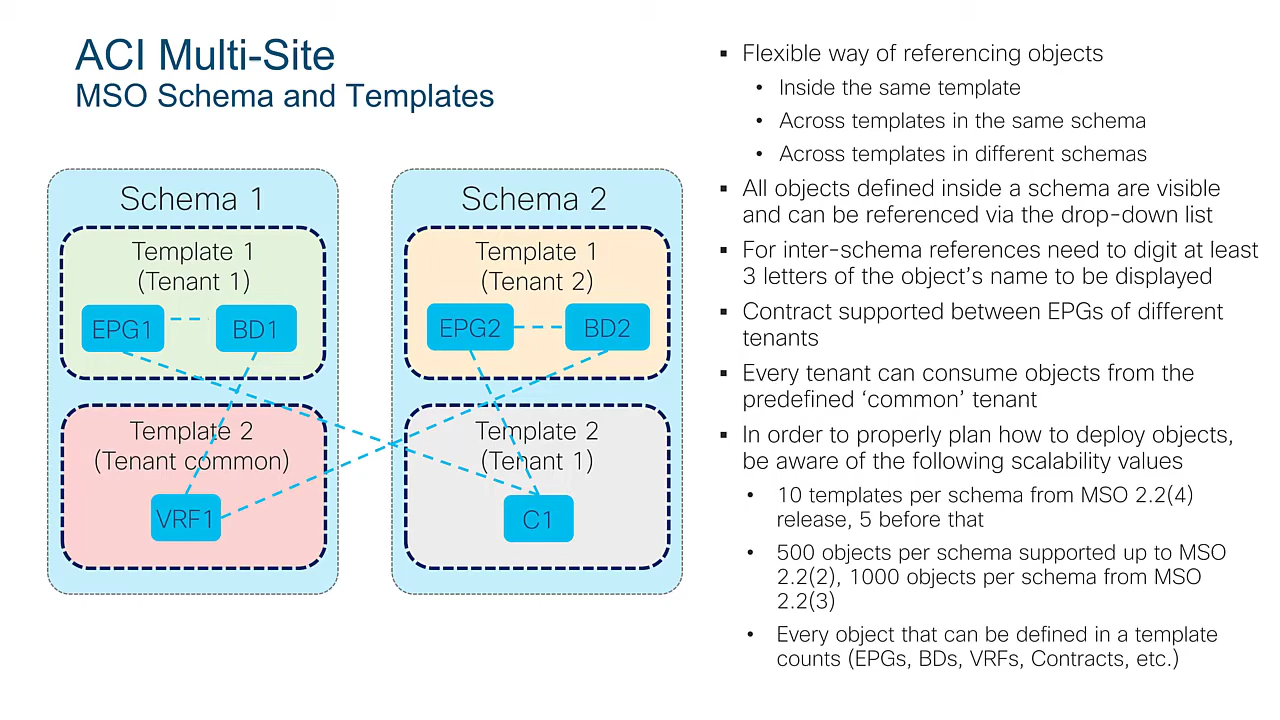 ACI Multi-Site
MSO Schema and Templates
Schema 1
Template 1
(Tenant 1)
EPG1
BD1
Template 2
(Tenant common)
VRF1
Schema 2
Template 1
(Tenant 2)
EPG2
BD2
Template 2
(Tenant 1)
C1
▪ Flexible way of referencing objects
• Inside the same template
• Across templates in the same schema
• Across templates in different schemas
▪ All objects defined inside a schema are visible
and can be referenced via the drop-down list
▪ For inter-schema references need to digit at least
3 letters of the object's name to be displayed
▪ Contract supported between EPGs of different
tenants
▪ Every tenant can consume objects from the
predefined 'common' tenant
▪ In order to properly plan how to deploy objects,
be aware of the following scalability values
• 10 templates per schema from MSO 2.2(4)
release, 5 before that
• 500 objects per schema supported up to MSO
2.2(2), 1000 objects per schema from MSO
2.2(3)
• Every object that can be defined in a template
counts (EPGs, BDs, VRFs, Contracts, etc.)